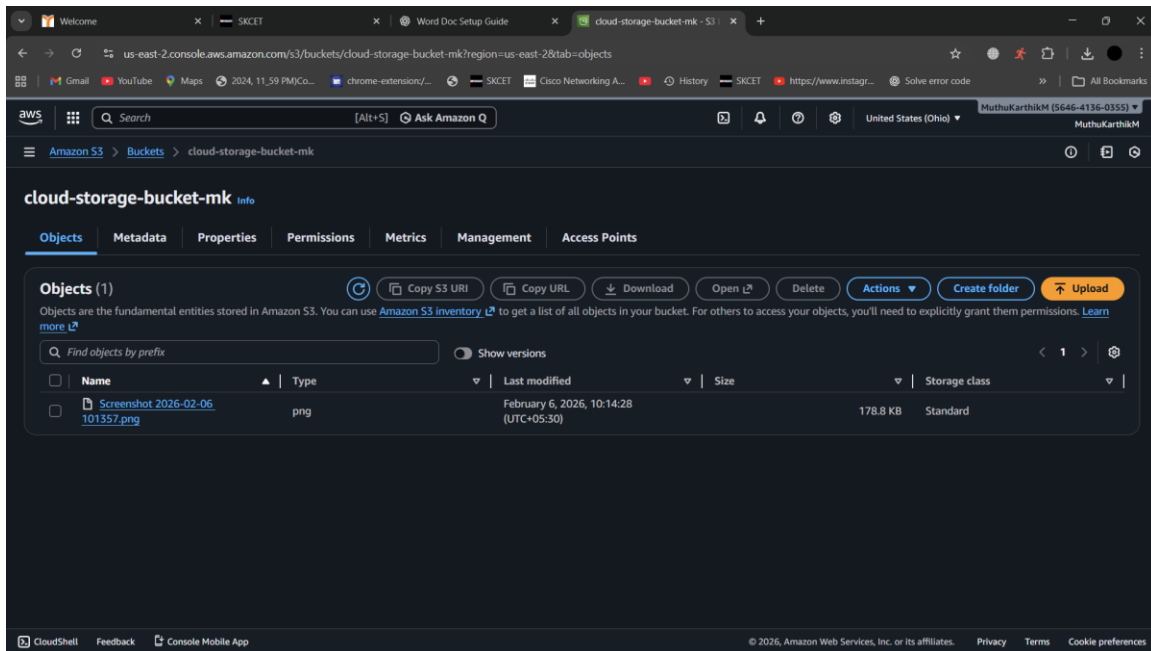 Welcome
SKCET
Word Doc Setup Guide
cloud-storage-bucket-mk - S3 |
us-east-2.console.aws.amazon.com/s3/buckets/cloud-storage-bucket-mk?region=us-east-2&tab=objects
Gmail YouTube Maps 2024, 11_59 PM)Co... chrome-extension:/... SKCET Cisco Networking A... History SKCET https://www.instagr... Solve error code » All Bookmarks
aws Search [Alt+S] Ask Amazon Q United States (Ohio) ▼ MuthuKarthikM (5646-4136-0355) ▼
MuthuKarthikM
Amazon S3 > Buckets > cloud-storage-bucket-mk
cloud-storage-bucket-mk Info
Objects Metadata Properties Permissions Metrics Management Access Points
Objects (1) Copy S3 URI Copy URL Download Open Delete Actions ▼ Create folder Upload
Objects are the fundamental entities stored in Amazon S3. You can use Amazon S3 inventory to get a list of all objects in your bucket. For others to access your objects, you'll need to explicitly grant them permissions. Learn
more
Find objects by prefix Show versions < 1 >
Name Type Last modified Size Storage class
Screenshot 2026-02-06 png February 6, 2026, 10:14:28 178.8 KB Standard
101357.png (UTC+05:30)
CloudShell Feedback Console Mobile App © 2026, Amazon Web Services, Inc. or its affiliates. Privacy Terms Cookie preferences